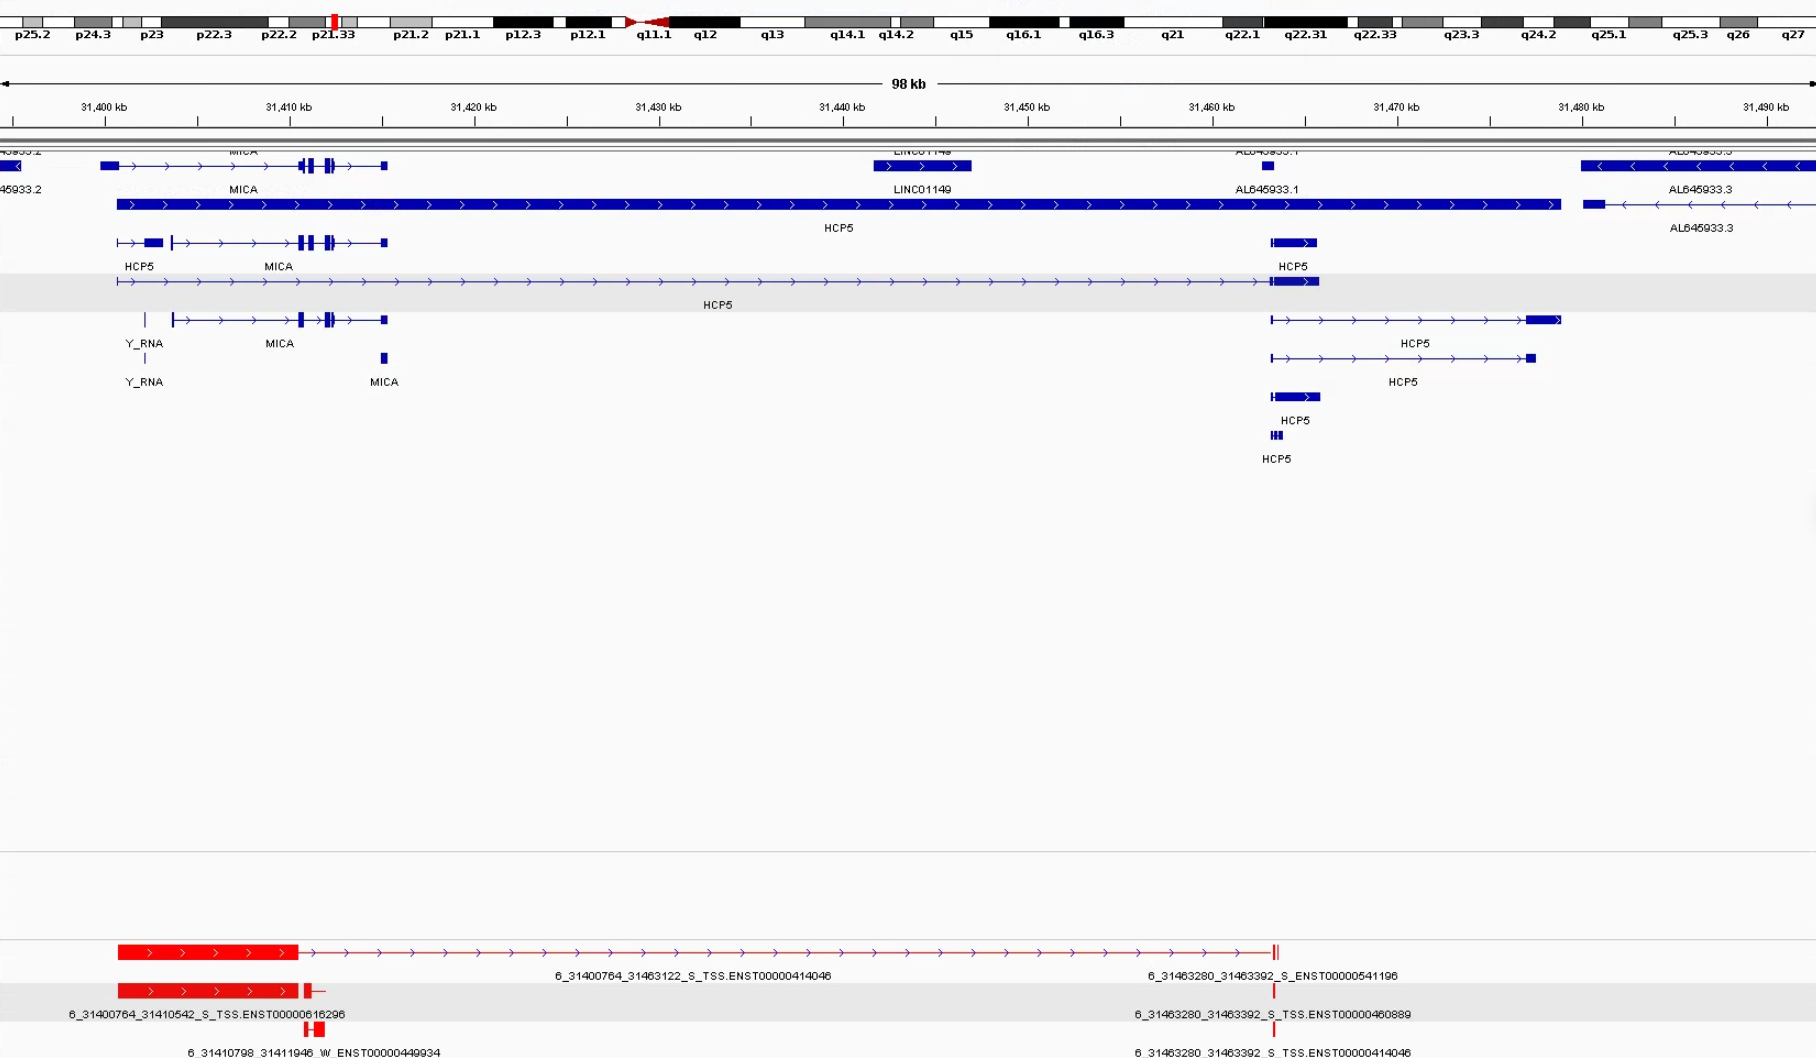 p25.2 p24.3 p23 p22.3 p22.2 p21.33 p21.2 p21.1 p12.3 p12.1 q11.1 q12 q13 q14.1 q14.2 q15 q16.1 q16.3 q21 q22.1 q22.31 q22.33 q23.3 q24.2 q25.1 q25.3 q26 q27
98 kb
31,400 kb 31,410 kb 31,420 kb 31,430 kb 31,440 kb 31,450 kb 31,460 kb 31,470 kb 31,480 kb 31,490 kb
45933.2 MICA LINC01149 AL645933.1 AL645933.3
45933.2 MICA LINC01149 AL645933.1 AL645933.3
HCP5 AL645933.3
HCP5 MICA HCP5
HCP5
Y_RNA MICA HCP5
Y_RNA MICA HCP5
HCP5
HCP5
6_31400764_31463122_S_TSS.ENST00000414046 6_31463280_31463392_S_ENST00000541196
6_31400764_31410542_S_TSS.ENST00000616296 6_31463280_31463392_S_TSS.ENST00000460889
6_31410798_31411946_W_ENST00000449934 6_31463280_31463392_S_TSS.ENST00000414046